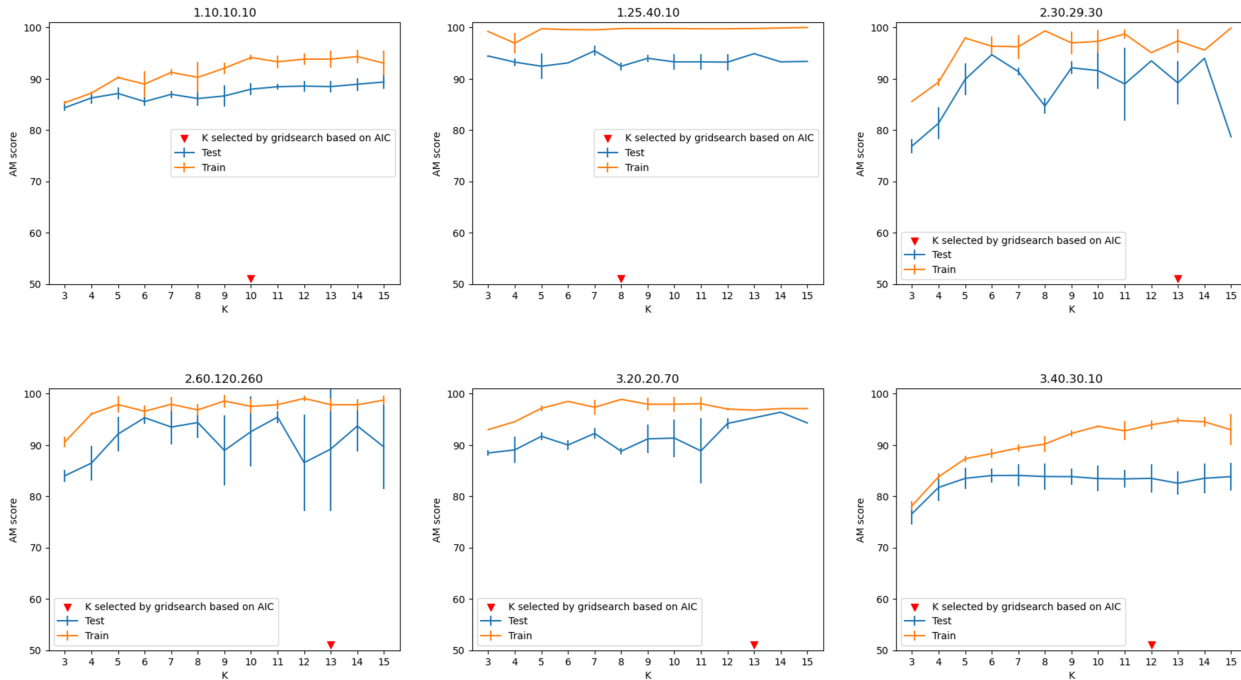 1.10.10.10
100
90
80
70
60
50
AM score
K selected by gridsearch based on AIC
Test
Train
3 4 5 6 7 8 9 10 11 12 13 14 15
K
1.25.40.10
100
90
80
70
60
50
AM score
K selected by gridsearch based on AIC
Test
Train
3 4 5 6 7 8 9 10 11 12 13 14 15
K
2.30.29.30
100
90
80
70
60
50
AM score
K selected by gridsearch based on AIC
Test
Train
3 4 5 6 7 8 9 10 11 12 13 14 15
K
2.60.120.260
100
90
80
70
60
50
AM score
K selected by gridsearch based on AIC
Test
Train
3 4 5 6 7 8 9 10 11 12 13 14 15
K
3.20.20.70
100
90
80
70
60
50
AM score
K selected by gridsearch based on AIC
Test
Train
3 4 5 6 7 8 9 10 11 12 13 14 15
K
3.40.30.10
100
90
80
70
60
50
AM score
K selected by gridsearch based on AIC
Test
Train
3 4 5 6 7 8 9 10 11 12 13 14 15
K